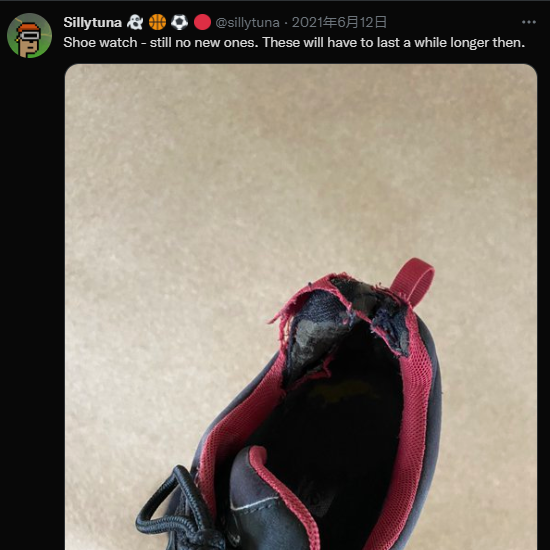 Sillytuna 👻 🏀 ⚽ 🔴 @sillytuna · 2021年6月12日
Shoe watch - still no new ones. These will have to last a while longer then.